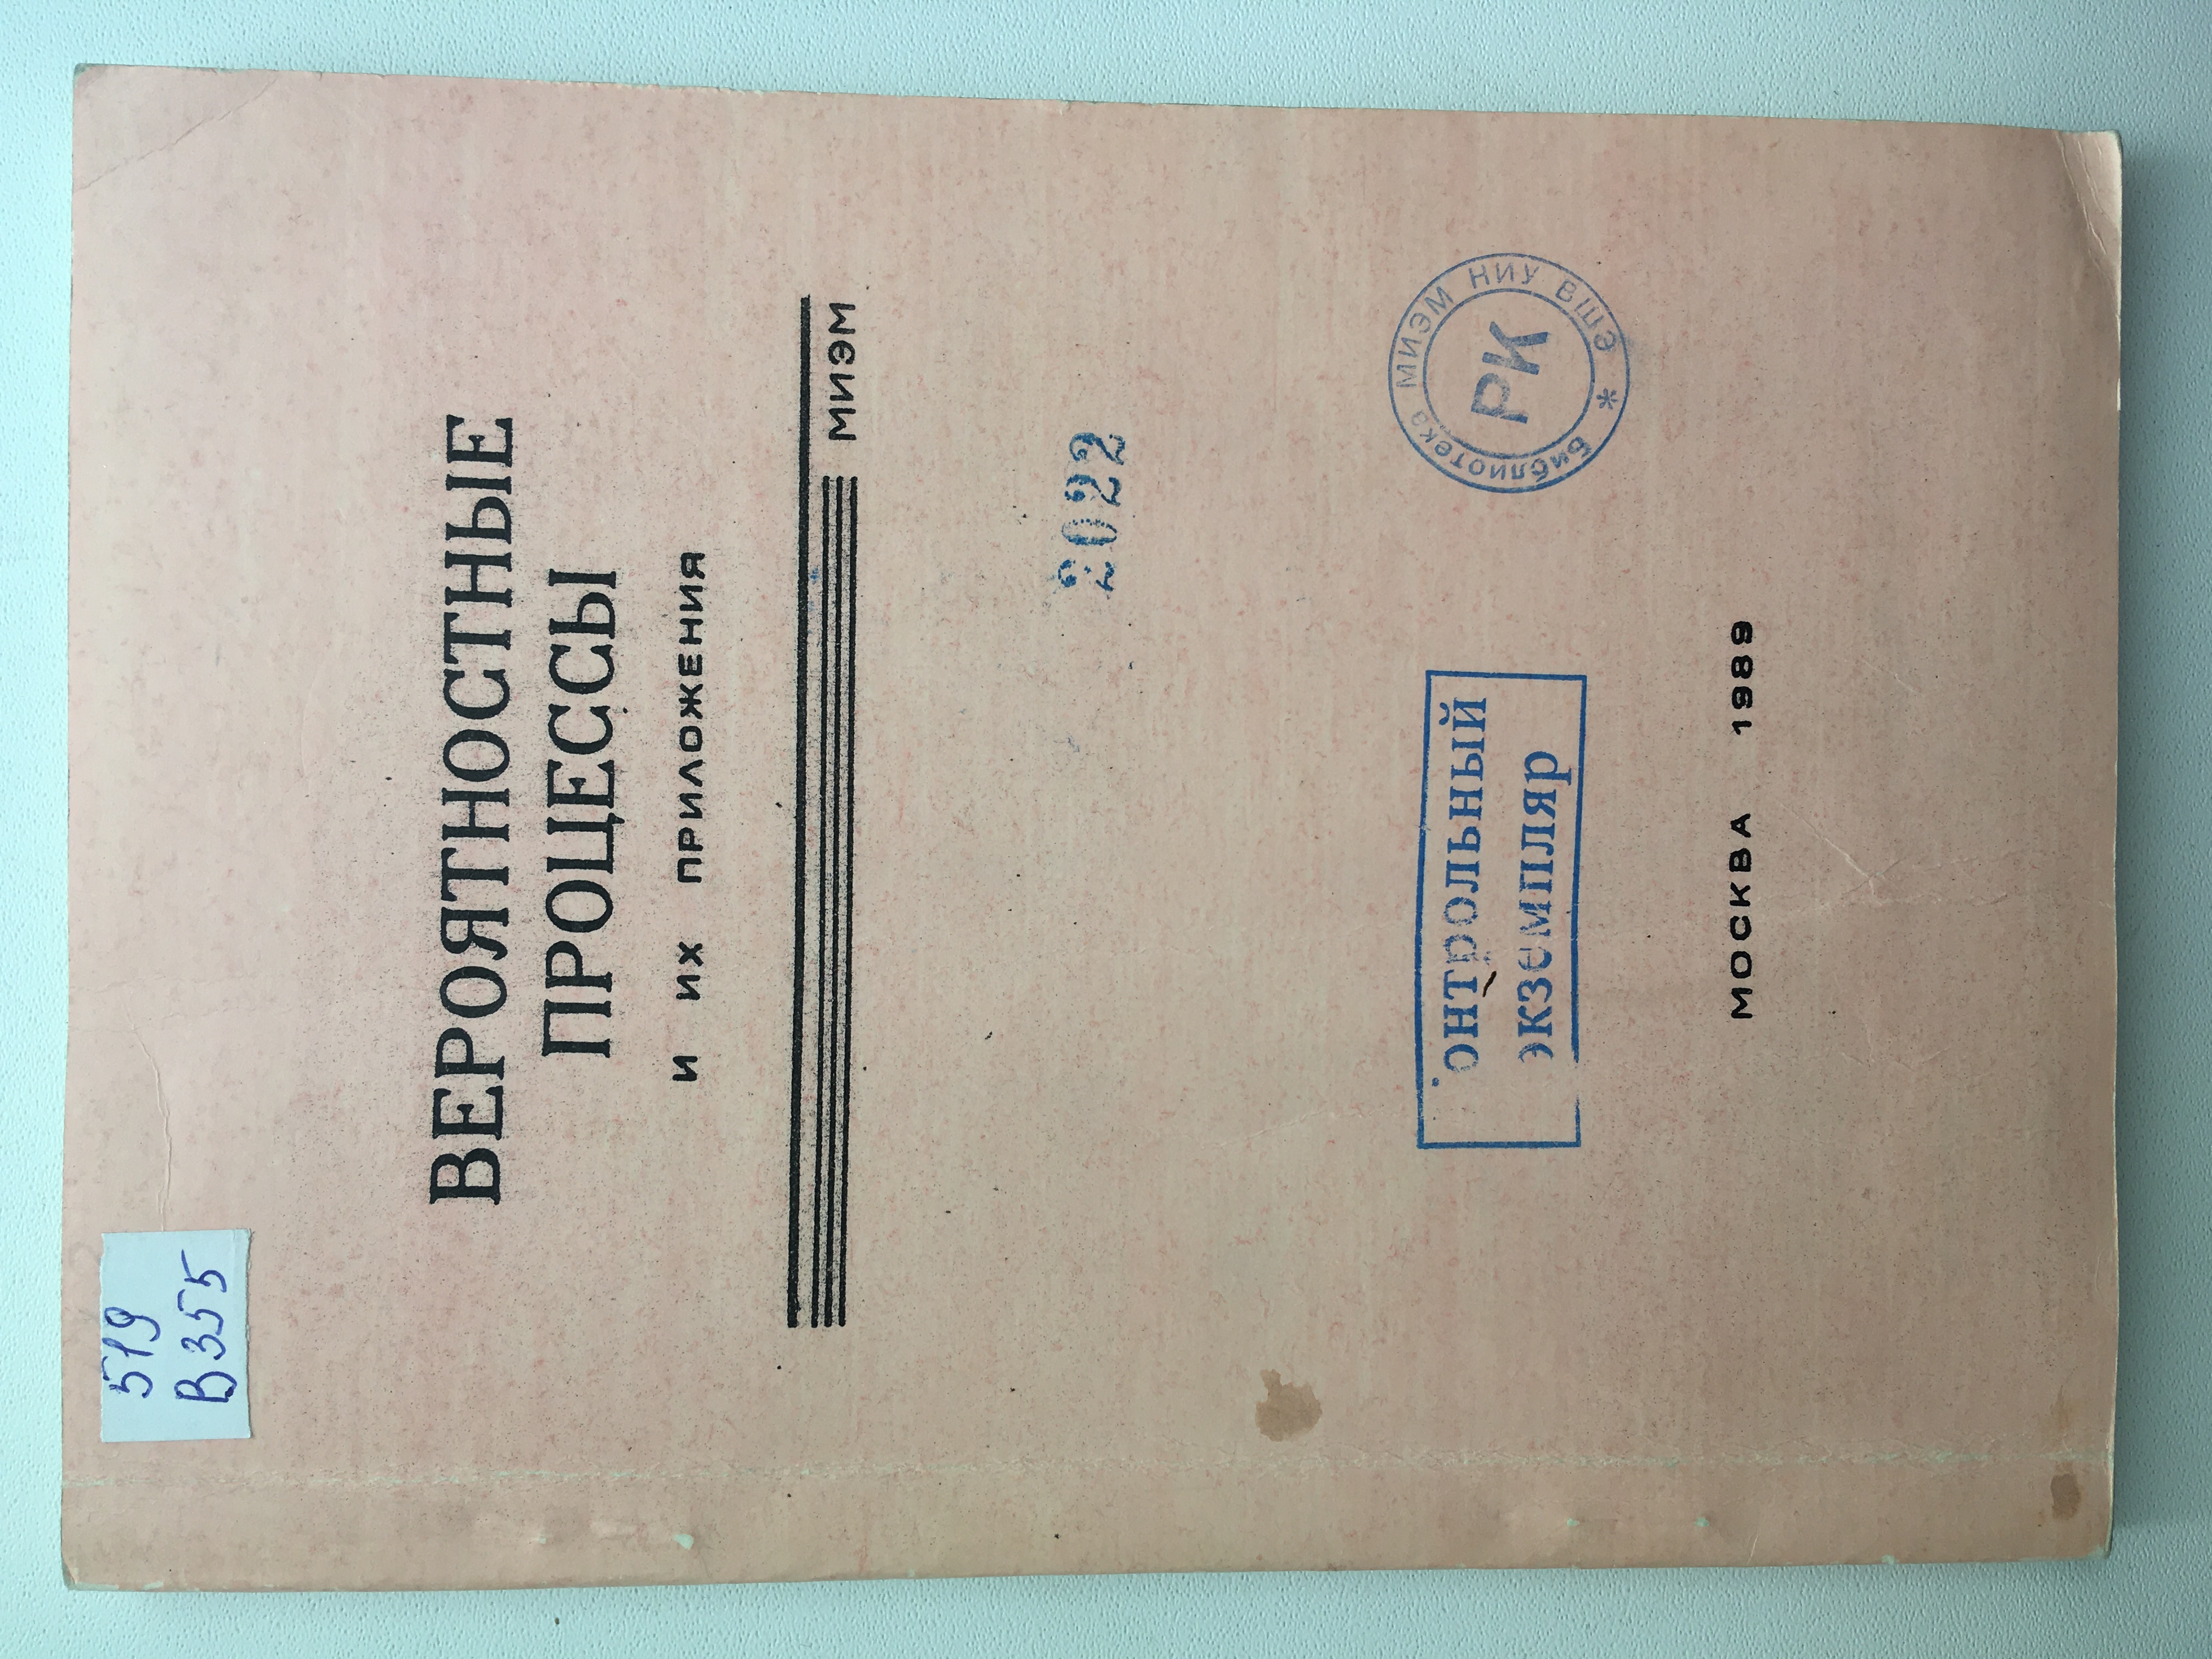 519
В355
ВЕРОЯТНОСТНЫЕ
ПРОЦЕССЫ
И ИХ ПРИЛОЖЕНИЯ
МИЭМ
2022
Библиотека МИЭМ НИУ ВШЭ *
РК
ОНТРОЛЬНЫЙ
ЭКЗЕМПЛЯР
МОСКВА 1989